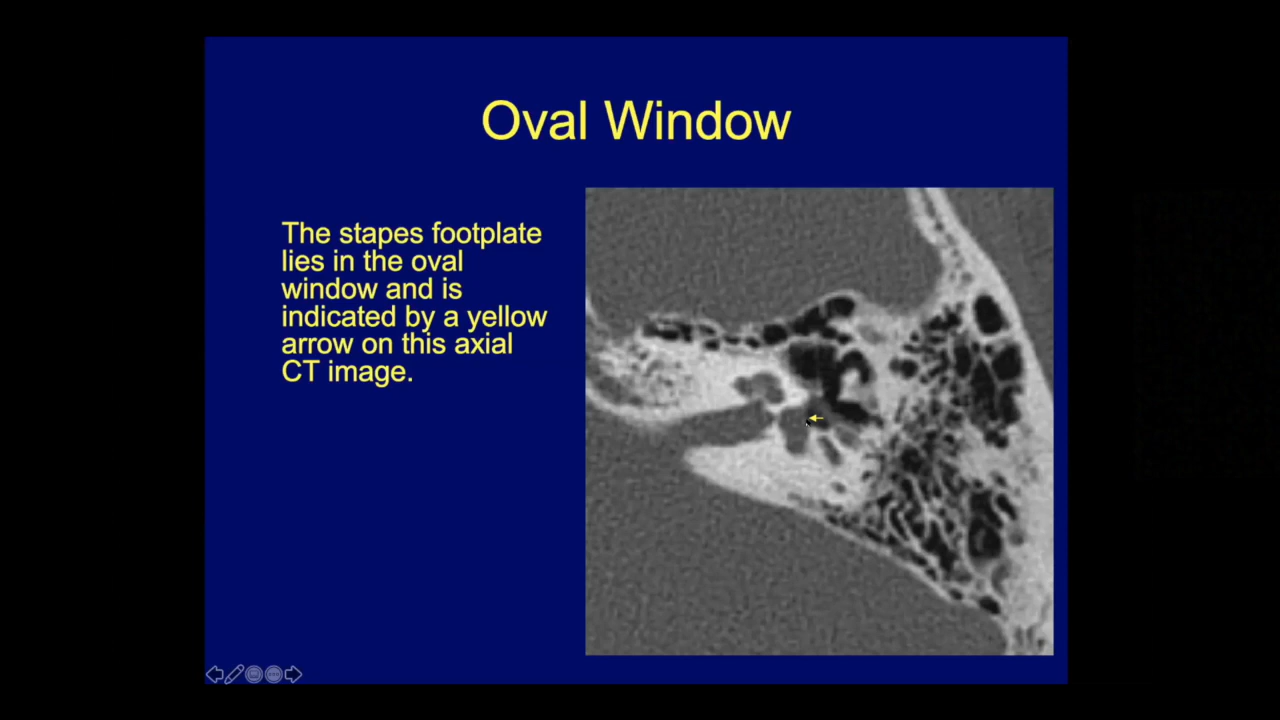 Oval Window
The stapes footplate
lies in the oval
window and is
indicated by a yellow
arrow on this axial
CT image.